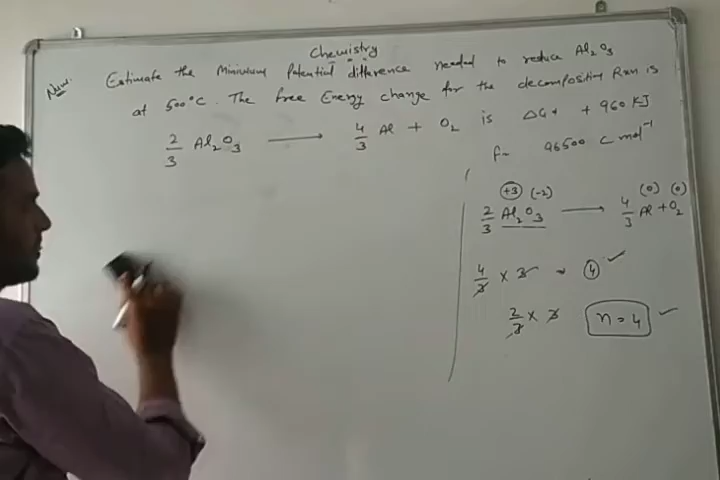 Chemistry
Num. Estimate the Minimum Potential difference needed to reduce Al2O3
at 500°C. The free Energy change for the decomposition Rxn is
2/3 Al2O3 → 4/3 Al + O2 is ΔG + 960 KJ
F = 96500 C mol⁻¹
+3 (-2) (0) (0)
2/3 Al2O3 → 4/3 Al + O2
4/3 × 3 = 4 ✓
2/3 × 3 n = 4 ✓